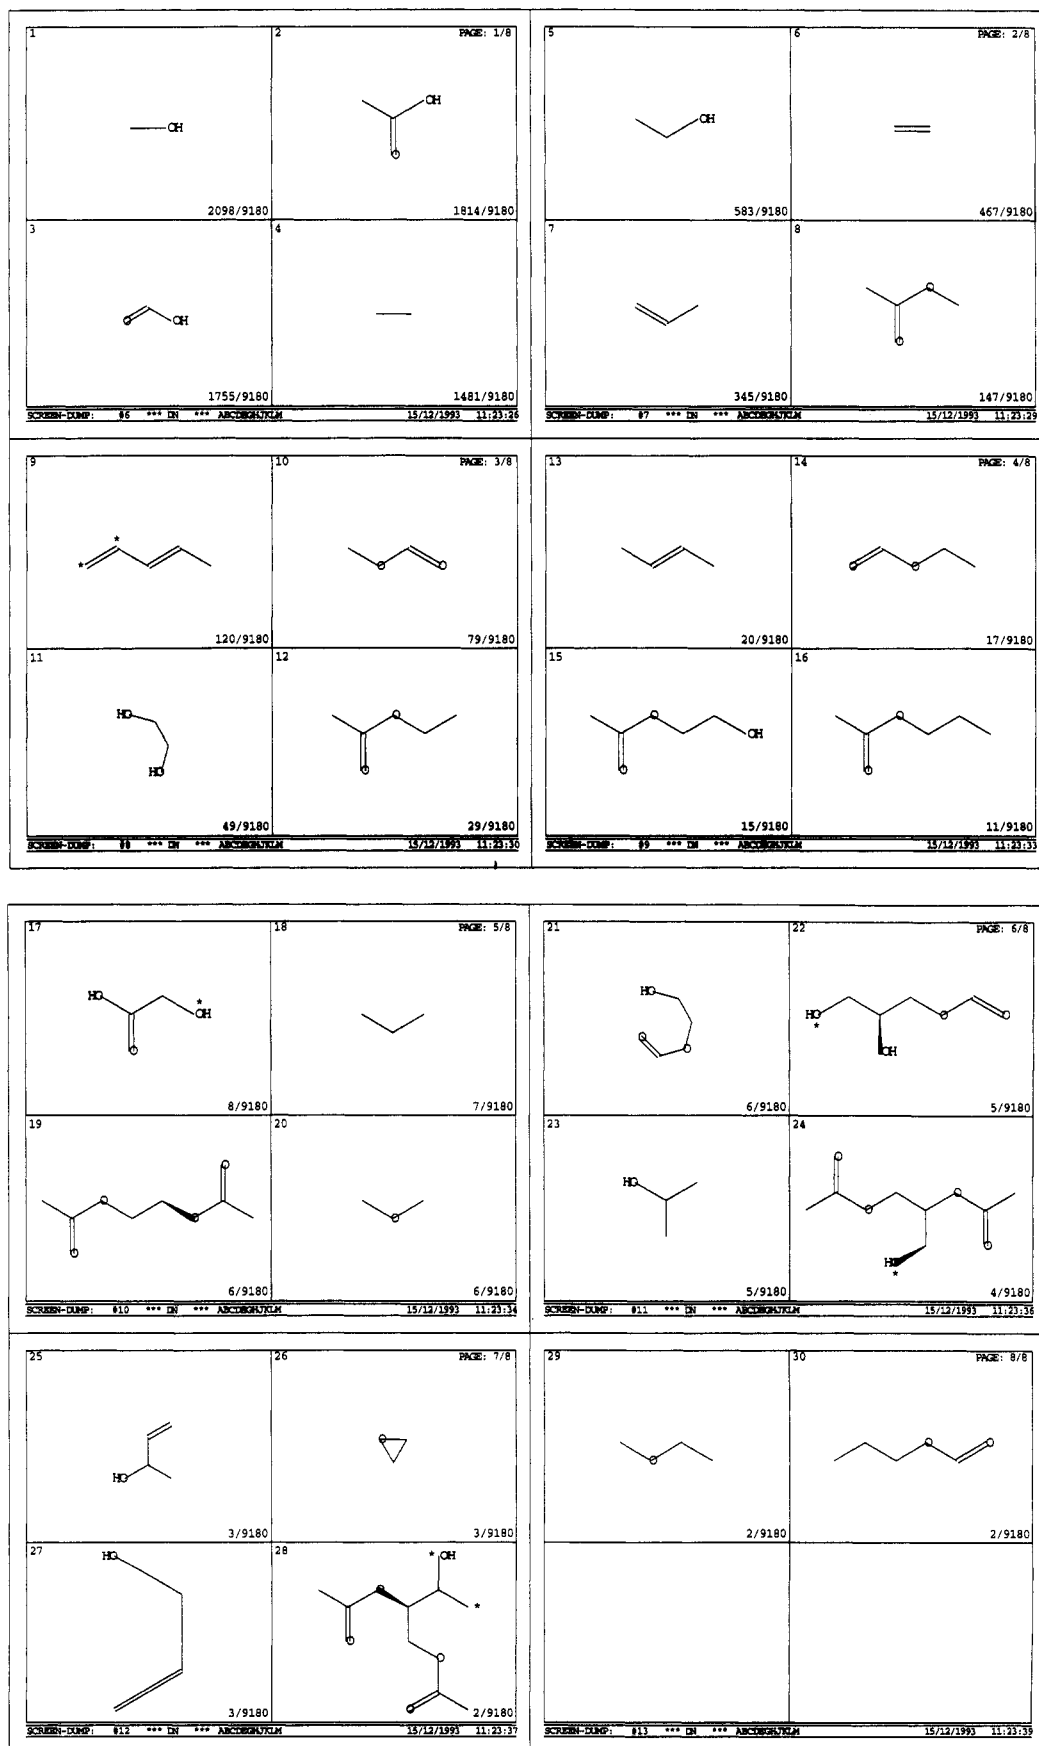 1
OH
2098/9180
2 PAGE: 1/8
OH
O
1814/9180
3
O OH
1755/9180
4
1481/9180
SCREEN-DUMP: #6 *** DN *** ABCDEGHJKLM 15/12/1993 11:23:26
5
OH
583/9180
6 PAGE: 2/8
467/9180
7
345/9180
8
O
O
147/9180
SCREEN-DUMP: #7 *** DN *** ABCDEGHJKLM 15/12/1993 11:23:29
9
*
*
120/9180
10 PAGE: 3/8
O O
79/9180
11
HO
HO
49/9180
12
O
O
29/9180
SCREEN-DUMP: #8 *** DN *** ABCDEGHJKLM 15/12/1993 11:23:30
13
20/9180
14 PAGE: 4/8
O O
17/9180
15
O
OH
O
15/9180
16
O
O
11/9180
SCREEN-DUMP: #9 *** DN *** ABCDEGHJKLM 15/12/1993 11:23:33
17
HO
*
OH
O
8/9180
18 PAGE: 5/8
7/9180
19
O
O
O
O
6/9180
20
O
6/9180
SCREEN-DUMP: #10 *** DN *** ABCDEGHJKLM 15/12/1993 11:23:34
21
HO
O
O
6/9180
22 PAGE: 6/8
HO O O
*
OH
5/9180
23
HO
5/9180
24
O
O
O
O
HO
*
4/9180
SCREEN-DUMP: #11 *** DN *** ABCDEGHJKLM 15/12/1993 11:23:36
25
HO
3/9180
26 PAGE: 7/8
O
3/9180
27
HO
3/9180
28
* OH
O
*
O
O
O
2/9180
SCREEN-DUMP: #12 *** DN *** ABCDEGHJKLM 15/12/1993 11:23:37
29
O
2/9180
30 PAGE: 8/8
O O
2/9180
SCREEN-DUMP: #13 *** DN *** ABCDEGHJKLM 15/12/1993 11:23:39